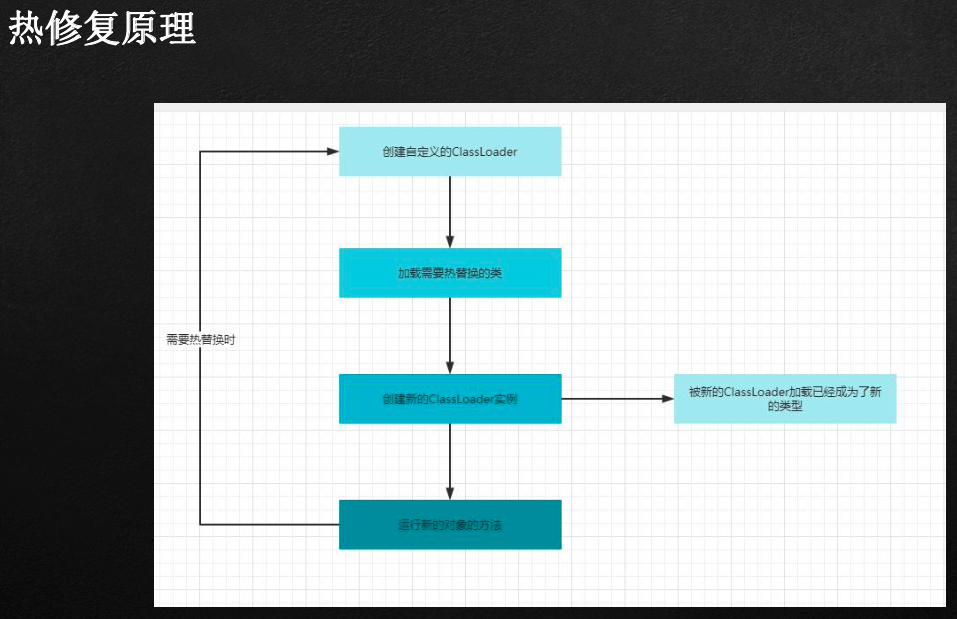 热修复原理
创建自定义的ClassLoader
加载需要热替换的类
需要热替换时
创建新的ClassLoader实例
被新的ClassLoader加载已经成为了新
的类型
运行新的对象的方法